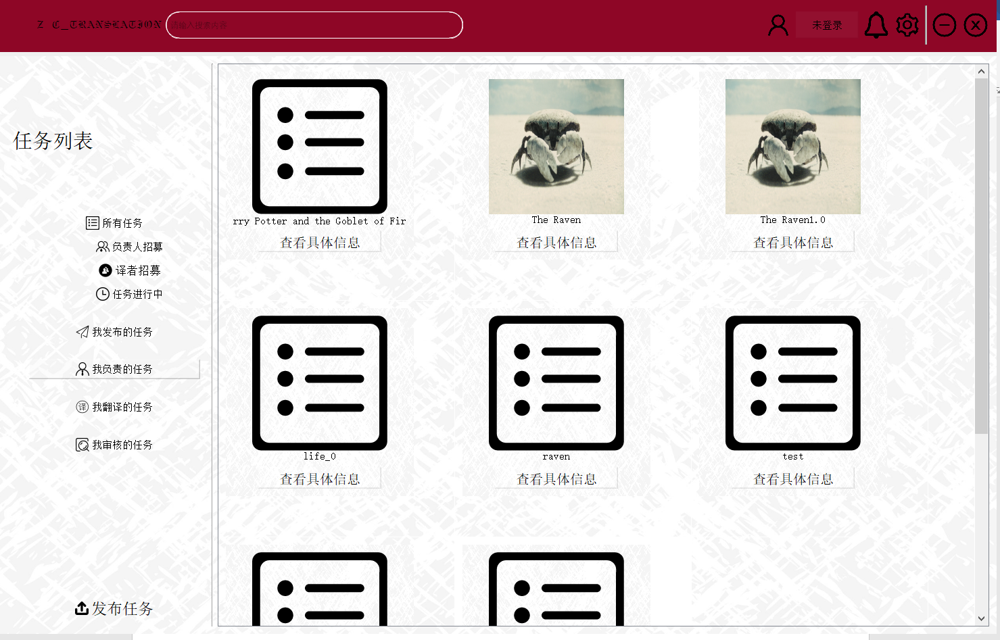 Z C_TRANSLATION
请输入搜索内容
未登录
任务列表
所有任务
负责人招募
译者招募
任务进行中
我发布的任务
我负责的任务
译 我翻译的任务
我审核的任务
发布任务
rry Potter and the Goblet of Fir
查看具体信息
The Raven
查看具体信息
The Raven1.0
查看具体信息
life_0
查看具体信息
raven
查看具体信息
test
查看具体信息